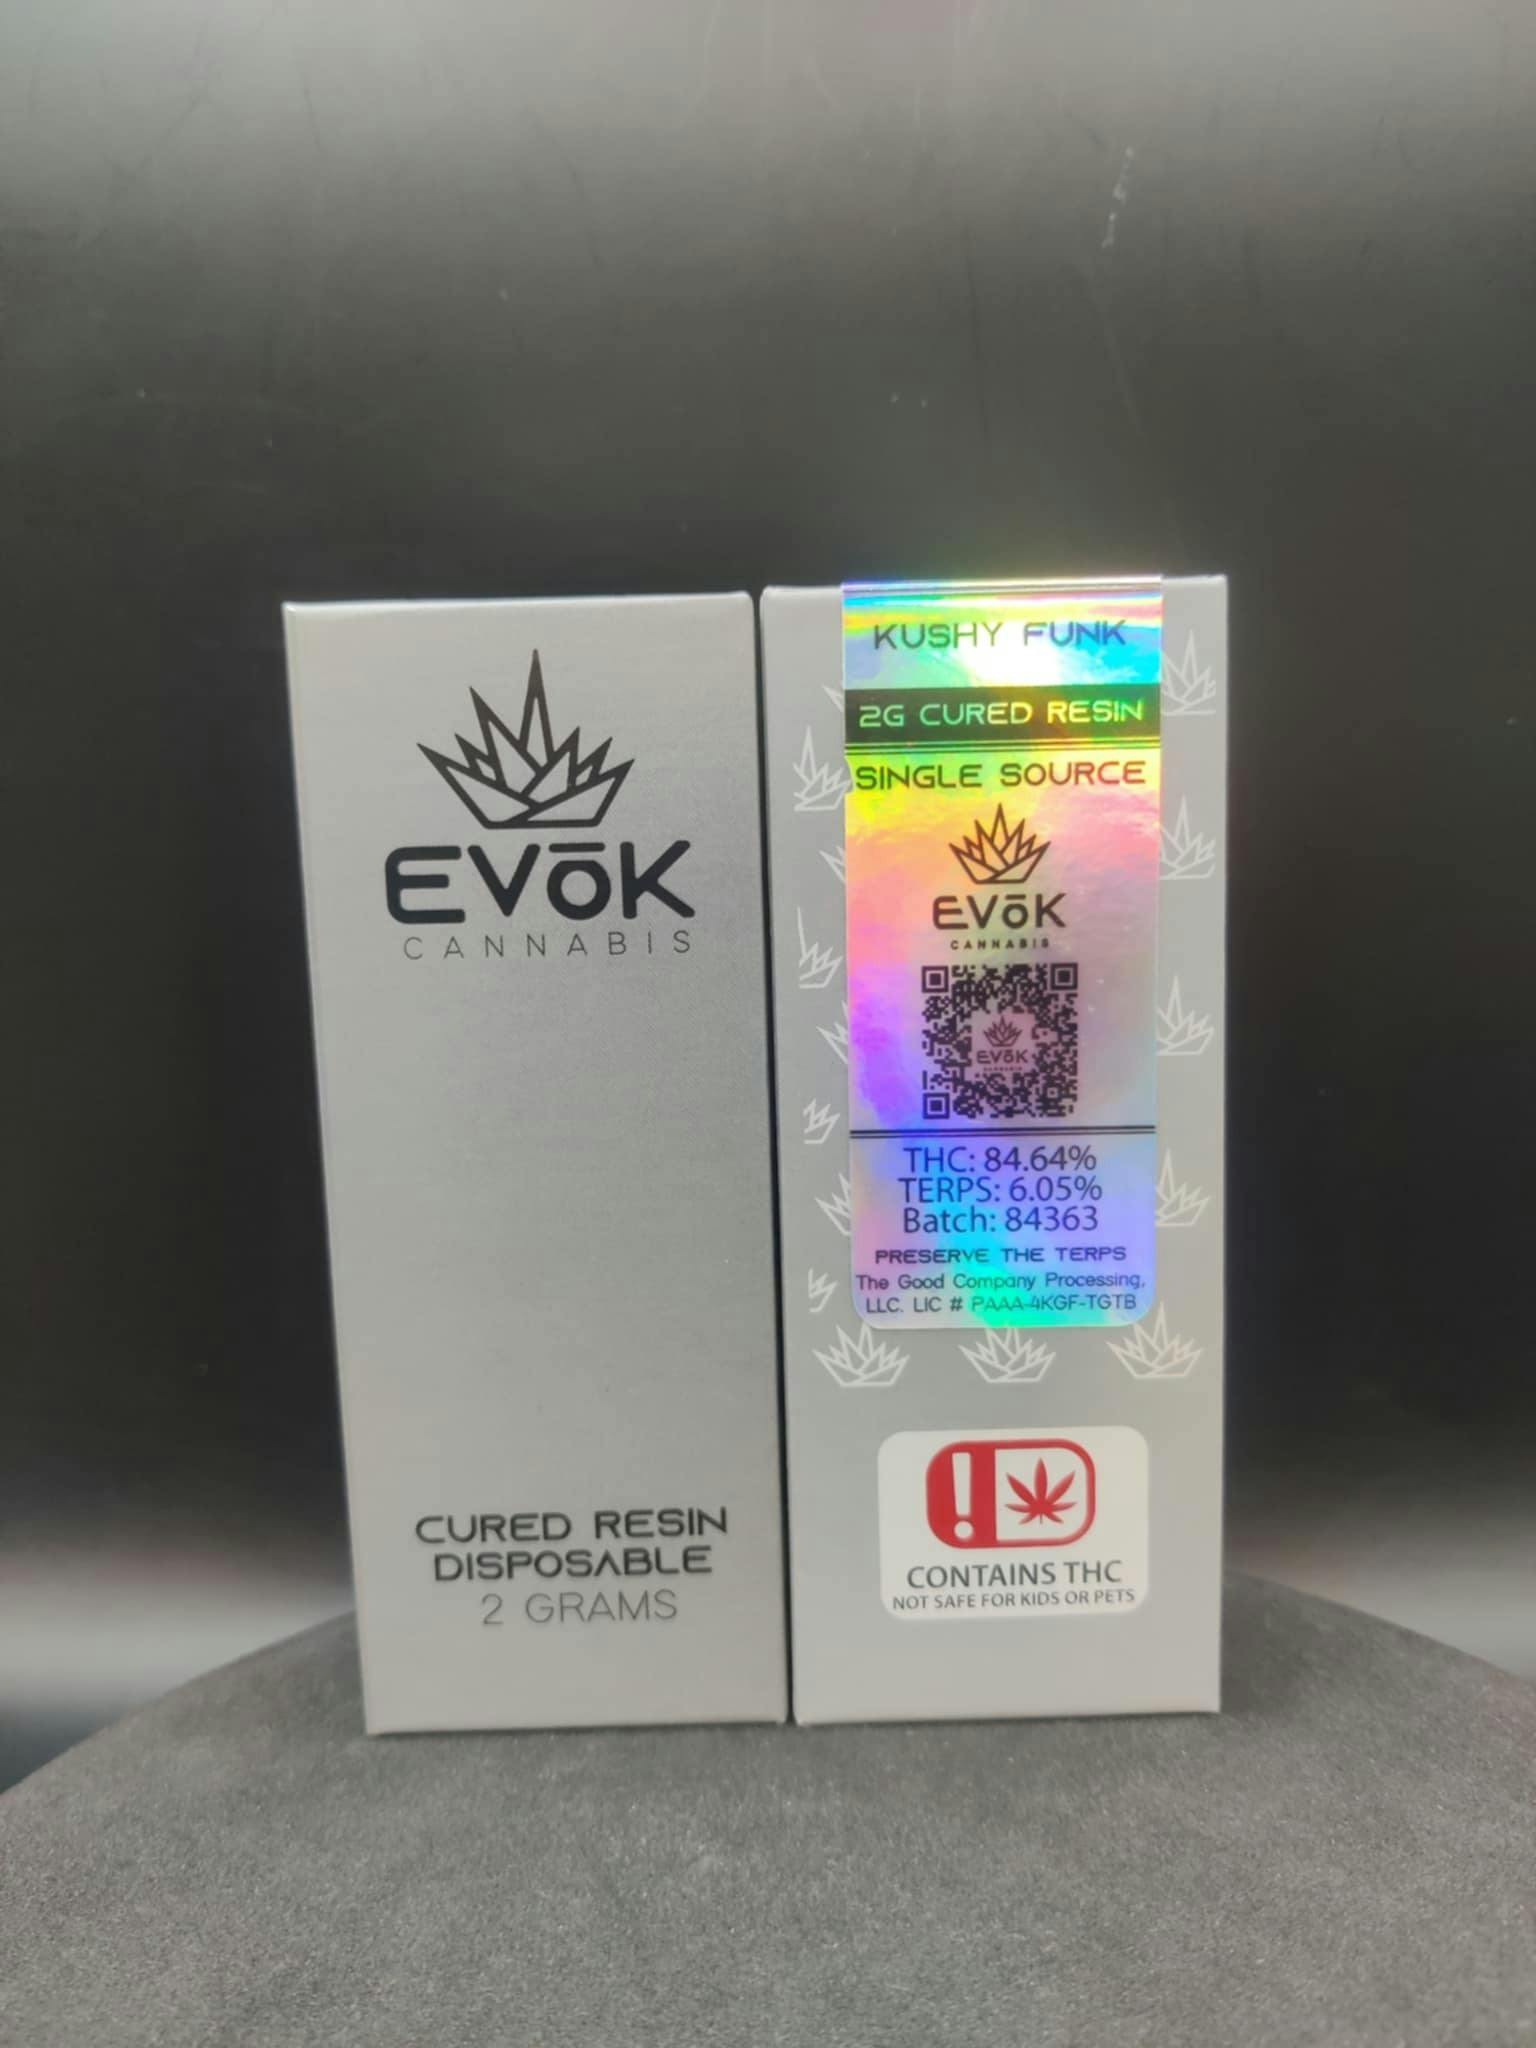 EVōK
CANNABIS
CURED RESIN
DISPOSABLE
2 GRAMS
KUSHY FUNK
2G CURED RESIN
SINGLE SOURCE
EVōK
CANNABIS
EVōK
CANNABIS
THC: 84.64%
TERPS: 6.05%
Batch: 84363
PRESERVE THE TERPS
The Good Company Processing,
LLC. LIC # PAAA-4KGF-TGTB
CONTAINS THC
NOT SAFE FOR KIDS OR PETS